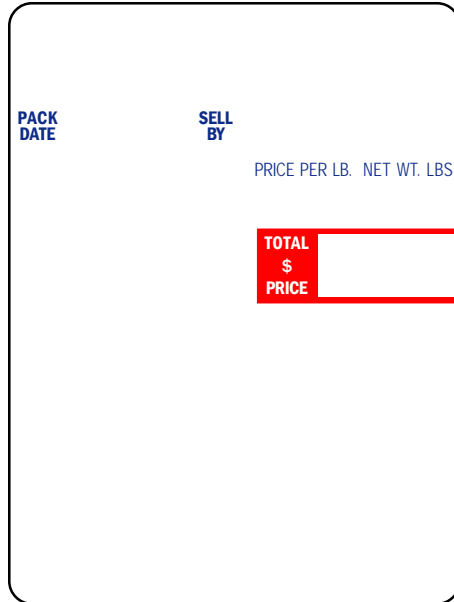 PACK
DATE
SELL
BY
PRICE PER LB. NET WT. LBS
TOTAL
$
PRICE